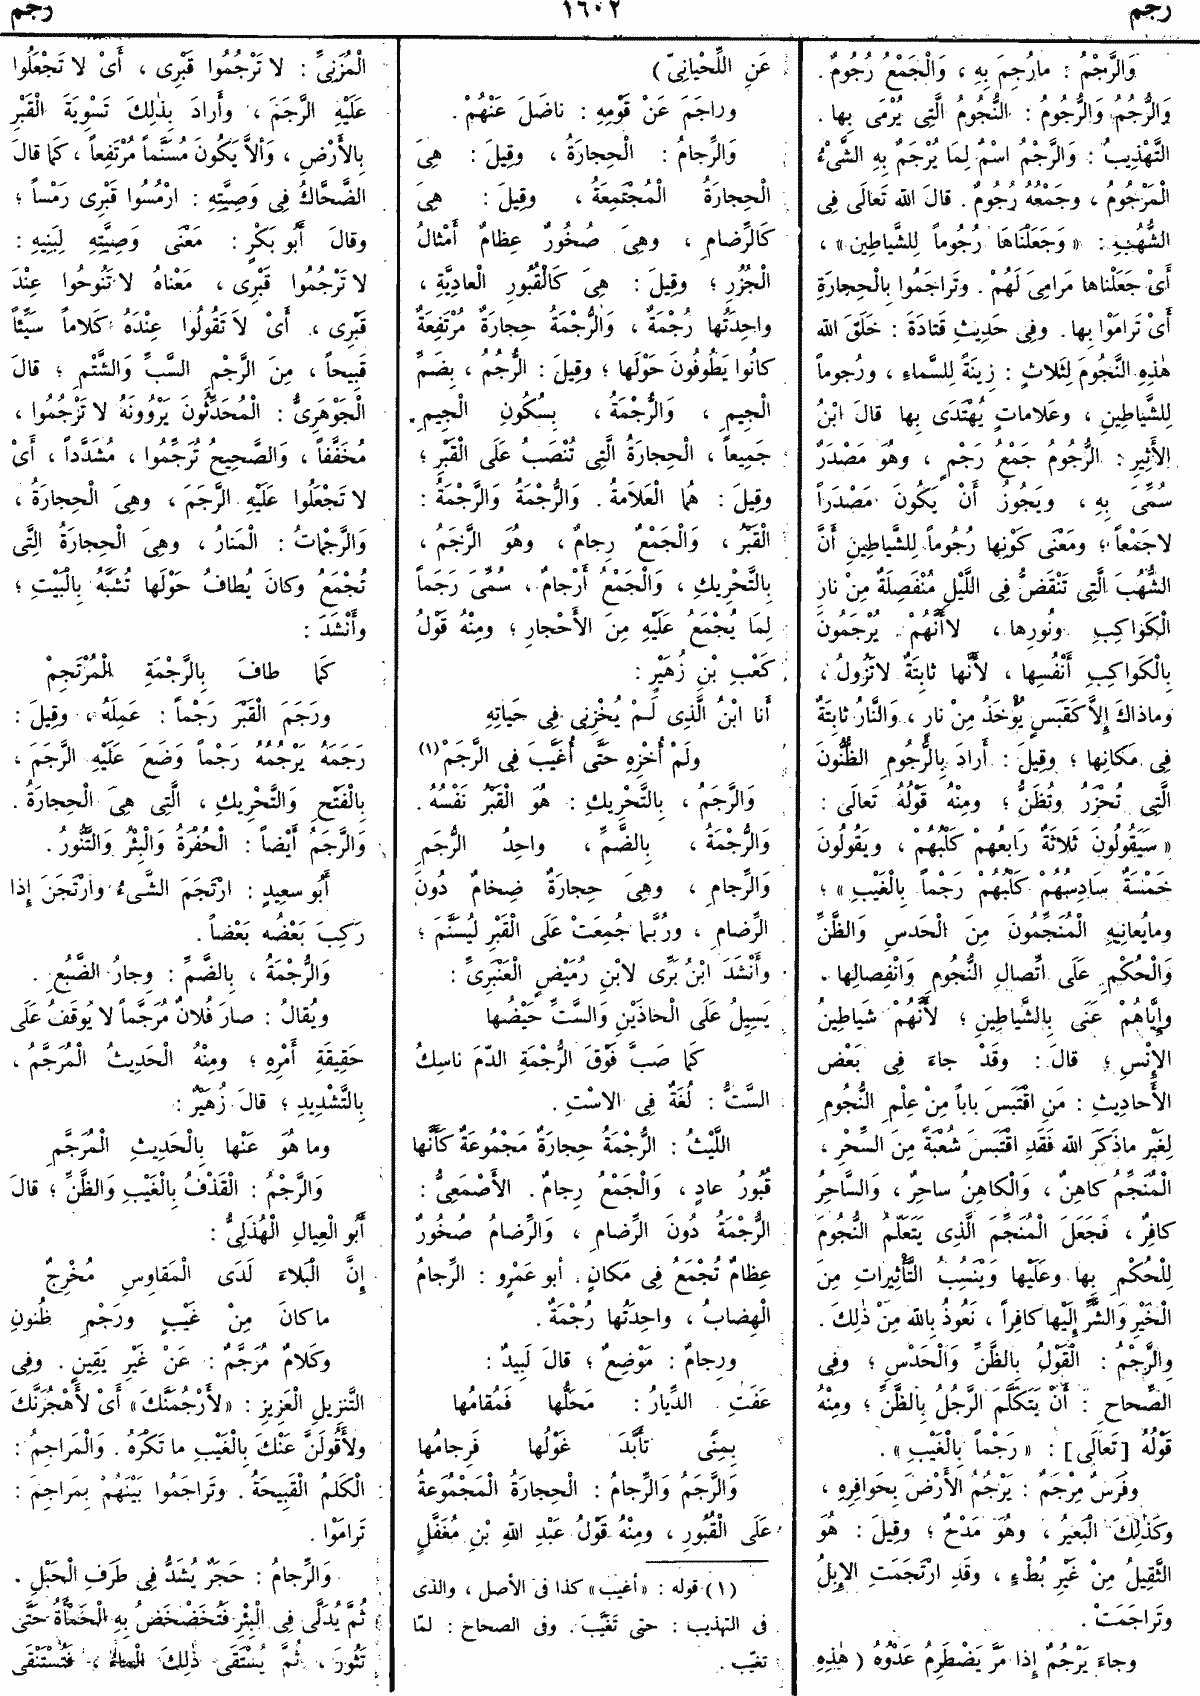 رجم
١٦٠٢
رجم
وَالرَّجْمُ : مارُجِمَ بِهِ ، وَالْجَمْعُ رُجُومٌ .
وَالرُّجُمُ وَالرُّجُومُ : النُّجُومُ الَّتِى يُرْمَى بِها .
التَّهْذِيبُ : وَالرَّجْمُ اسْمٌ لِمَا يُرْجَمُ بِهِ الشَّىْءُ
الْمَرْجُومُ ، وجَمْعُهُ رُجُومٌ . قالَ الله تَعالَى فِى
الشُّهُبِ : « وَجَعَلْنَاهَا رُجُوماً لِلشَّياطِينِ » ،
أَىْ جَعَلْناها مَرامِىَ لَهُمْ . وتَراجَمُوا بِالْحِجارَةِ
أَىْ تَرامَوْا بِها . وفِى حَدِيثِ قَتادَةَ : خَلَقَ الله
هٰذِهِ النَّجُومَ لِثَلاثٍ : زِينَةً لِلسَّماءِ ، ورُجُوماً
لِلشَّياطِينِ ، وعَلاماتٍ يُهْتَدَى بِها قالَ ابْنُ
الأَثِيرِ : الرُّجُومُ جَمْعُ رَجْمٍ ، وهُوَ مَصْدَرٌ
سُمِّىَ بِهِ ، ويَجُوزُ أَنْ يَكُونَ مَصْدَراً
لاجَمْعاً ؛ ومَعْنَى كَوْنِها رُجُوماً لِلشَّياطِينِ أَنَّ
الشُّهُبَ الَّتِى تَنْقَضُّ فِى اللَّيْلِ مُنْفَصِلَةٌ مِنْ نارِ
الْكَواكِبِ ونُورِها ، لاأَنَّهُمْ يُرْجَمُونَ
بِالْكَواكِبِ أَنْفُسِها ، لأَنَّها ثابِتَةٌ لاتَزُولُ ،
وماذاكَ إِلاَّ كَقَبَسٍ يُؤْخَذُ مِنْ نارٍ ، وَالنَّارُ ثابِتَةٌ
فِى مَكانِها ؛ وقِيلَ : أَرادَ بِالرُّجُومِ الظُّنُونَ
الَّتِى تُحْزَرُ وتُظَنُّ ؛ ومِنْهُ قَوْلُهُ تَعالَى :
« سَيَقُولُونَ ثَلاثَةٌ رَابِعُهمْ كَلْبُهُمْ ، ويَقُولُونَ
خَمْسَةٌ سَادِسُهُمْ كَلْبُهُمْ رَجْماً بِالْغَيْبِ » ؛
ومايُعانِيهِ الْمُنَجِّمُونَ مِنَ الْحَدسِ وَالظَّنِّ
وَالْحُكْمِ عَلَى اتِّصالِ النُّجُومِ وَانْفِصالِها .
وإِيَّاهُمْ عَنَى بِالشَّياطِينِ ؛ لأَنَّهُمْ شَياطِينُ
الإِنْسِ ؛ قالَ : وقَدْ جاءَ فِى بَعْضِ
الأَحادِيثِ : مَنِ اقْتَبَسَ باباً مِنْ عِلْمِ النُّجُومِ
لِغَيْرِ ماذَكَرَ الله فَقَدِ اقْتَبَسَ شُعْبَةً مِنَ السِّحْرِ ،
الْمُنَجِّمُ كاهِنٌ ، وَالْكاهِنُ ساحِرٌ ، وَالسَّاحِرُ
كافِرٌ ، فَجَعَلَ الْمُنَجِّمَ الَّذِى يَتَعَلَّمُ النُّجُومَ
لِلْحُكْمِ بِها وعَلَيْها وَيَنْسُبُ التَّأْثِيراتِ مِنَ
الْخَيْرِ وَالشَّرِّ إِلَيْها كافِراً ، نَعُوذُ بِالله مِنْ ذٰلِكَ .
والرَّجْمُ : الْقَوْلُ بِالظَّنِّ وَالْحَدْسِ ؛ وفِى
الصِّحاحِ : أَنْ يَتَكَلَّمَ الرَّجُلُ بِالظَّنِّ ؛ ومِنْهُ
قَوْلُهُ [ تَعالَى ] : « رَجْماً بِالْغَيْبِ » .
وفَرَسٌ مِرْجَمٌ : يَرْجُمُ الأَرْضَ بِحَوافِرِهِ ،
وكَذٰلِكَ الْبَعِيرُ ، وهُوَ مَدْحٌ ؛ وقِيلَ : هُوَ
الثَّقِيلُ مِنْ غَيْرِ بُطْءٍ ، وقَدِ ارْتَجَمَتِ الإِبِلُ
وتَراجَمَتْ .
وجاءَ يَرْجُمُ إِذا مَرَّ يَضْطَرِمُ عَدْوُهُ ( هٰذِهِ
عَنِ اللِّحْيانِىّ )
وراجَمَ عَنْ قَوْمِهِ : ناضَلَ عَنْهُمْ .
وَالرِّجامُ : الْحِجارَةُ ، وقِيلَ : هِىَ
الْحِجارَةُ الْمُجْتَمِعَةُ ، وقِيلَ : هِىَ
كَالرِّضامِ ، وهِىَ صُخُورٌ عِظامٌ أَمْثالُ
الْجُزُرِ ؛ وقِيلَ : هِىَ كَالْقُبُورِ الْعادِيَّةِ ،
واحِدَتُها رُجْمَةٌ ، وَالرُّجْمَةُ حِجارَةٌ مُرْتَفِعَةٌ
كانُوا يَطُوفُونَ حَوْلَها ؛ وقِيلَ : الرُّجُمُ ، بِضَمِّ
الْجِيمِ ، وَالرُّجْمَةُ ، بِسُكُونِ الْجِيمِ .
جَمِيعاً ، الْحِجارَةُ الَّتِى تُنْصَبُ عَلَى الْقَبْرِ ؛
وقِيلَ : هُما الْعَلاَمةُ . وَالرُّجْمَةُ وَالرَّجْمَةُ :
الْقَبْرُ ، وَالْجَمْعُ رِجامٌ ، وهُوَ الرَّجَمُ ،
بِالتَّحْرِيكِ ، وَالْجَمْعُ أَرْجامٌ ، سُمِّىَ رَجَماً
لِمَا يُجْمَعُ عَلَيْهِ مِنَ الأَحْجارِ ؛ ومِنْهُ قَوْلُ
كَعْبِ بْنِ زُهَيْرٍ :
أَنا ابْنُ الَّذِى لَمْ يُخْزِنِى فِى حَياتِهِ
ولَمْ أُخْزِهِ حَتَّى أُغَيَّبَ فِى الرَّجَمْ (١)
وَالرَّجَمُ ، بِالتَّحْرِيكِ : هُوَ الْقَبْرُ نَفْسُهُ .
وَالرُّجْمَةُ ، بِالضَّمِّ ، واحِدُ الرُّجَمِ
وَالرِّجامِ ، وهِىَ حِجارَةٌ ضِخامٌ دُونَ
الرِّضامِ ، ورُبَّما جُمِعَتْ عَلَى الْقَبْرِ لِيُسَنَّمَ ؛
وأَنْشَدَ ابْنُ بَرِّى لابْنِ رُمَيْضٍ الْعَنْبَرِىِّ :
يَسِيلُ عَلَى الْحاذَيْنِ وَالسَّتِّ حَيْضُها
كَما صَبَّ فَوْقَ الرُّجْمَةِ الدَّمَ ناسِكُ
السَّتُّ : لُغَةٌ فِى الاسْتِ .
اللَّيْثُ : الرُّجْمَةُ حِجارَةٌ مَجْمُوعَةٌ كَأَنَّها
قُبُورُ عادٍ ، وَالْجَمْعُ رِجامٌ . الأَصْمَعِىُّ :
الرُّجْمَةُ دُونَ الرِّضامِ ، وَالرِّضامُ صُخُورٌ
عِظامٌ تُجْمَعُ فِى مَكانٍ . أبو عَمْرٍو : الرِّجامُ
الْهِضابُ ، واحِدَتُها رُجْمَةٌ .
ورِجامٌ : مَوْضِعٌ ؛ قالَ لَبِيدٌ :
عَفَتِ الدِّيارُ : مَحَلُّها فَمُقامُها
بِمِنًى تَأَبَّدَ غَوْلُها فَرِجامُها
وَالرَّجَمُ وَالرِّجامُ : الْحِجارَةُ الْمَجْمُوعَةُ
عَلَى الْقُبُورِ ، ومِنْهُ قَوْلُ عَبْدِ اللهِ بْنِ مُغَفَّلٍ
(١) قوله : «أغيب» كذا فى الأصل ، والذى
فى التهذيب : حتى تَغَيَّبَ . وفى الصحاح : لمّا
تغيّب .
الْمُزَنِىِّ : لا تَرْجُمُوا قَبْرِى ، أَىْ لا تَجْعَلُوا
عَلَيْهِ الرَّجَمَ ، وأَرادَ بِذٰلِكَ تَسْوِيَةَ الْقَبْرِ
بِالأَرْضِ ، وَأَلاَّ يَكُونَ مُسَنَّماً مُرْتَفِعاً ، كَما قالَ
الضَّحَّاكُ فِى وَصِيَّتِهِ : ارْمُسُوا قَبْرِى رَمْساً ؛
وقالَ أَبُو بَكْرٍ : مَعْنَى وَصِيَّتِهِ لِبَنِيهِ :
لا تَرْجُمُوا قَبْرِى ، مَعْناهُ لا تَنُوحُوا عِنْدَ
قَبْرِى ، أَىْ لاَ تَقُولُوا عِنْدَهُ كَلاماً سَيِّئاً
قَبِيحاً ، مِنَ الرَّجْمِ السَّبِّ وَالشَّتْمِ ؛ قالَ
الْجَوْهَرِىُّ : الْمُحَدِّثُونَ يَرْوُونَهُ لا تَرْجُمُوا ،
مُخَفَّفاً ، وَالصَّحِيحُ تُرَجِّمُوا ، مُشَدَّداً ، أَىْ
لا تَجْعَلُوا عَلَيْهِ الرَّجَمَ ، وهِىَ الْحِجارَةُ ،
وَالرَّجَماتُ : الْمَنارُ ، وهِىَ الْحِجارَةُ الَّتِى
تُجْمَعُ وكانَ يُطافُ حَوْلَها تُشَبَّهُ بِالْبَيْتِ ؛
وأَنْشَدَ :
كَما طافَ بِالرَّجْمَةِ الْمُرْتَجِمْ
ورَجَمَ الْقَبْرَ رَجْماً : عَمِلَهُ ، وقِيلَ :
رَجَمَهُ يَرْجُمُهُ رَجْماً وَضَعَ عَلَيْهِ الرَّجَمَ ،
بِالْفَتْحِ وَالتَّحْرِيكِ ، الَّتِى هِىَ الْحِجارَةُ .
وَالرَّجَمُ أَيْضاً : الْحُفْرَةُ وَالْبِئْرُ وَالتَّنُّورُ .
أَبُو سعِيدٍ : ارْتَجَمَ الشَّىءُ وارْتَجَنَ إِذا
رَكِبَ بَعْضُه بَعْضاً .
وَالرُّجْمَةُ ، بِالضَّمِّ : وِجارُ الضَّبُعِ .
ويُقالُ : صارَ فُلانٌ مُرَجَّماً لا يُوقَفُ عَلَى
حَقِيقَةِ أَمْرِهِ ؛ ومِنْهُ الْحَدِيثُ الْمُرَجَّمُ ،
بِالتَّشْدِيدِ ؛ قالَ زُهَيْرٌ :
وما هُوَ عَنْها بِالْحَدِيثِ الْمُرَجَّمِ
وَالرَّجْمُ : الْقَذْفُ بِالْغَيْبِ وَالظَّنِّ ؛ قالَ
أَبُو الْعِيالِ الْهُذَلِىُّ :
إِنَّ الْبَلاءَ لَدَى الْمَقاوِسِ مُخْرِجٌ
ما كانَ مِنْ غَيْبٍ ورَجْمِ ظُنُونِ
وكَلامٌ مُرَجَّمٌ : عَنْ غَيْرِ يَقِينٍ . وفِى
التَّنزِيلِ الْعَزِيزِ : «لأَرْجُمَنَّكَ» أَىْ لأَهْجُرَنَّكَ
ولأَقُولَنَّ عَنْكَ بِالْغَيْبِ ما تَكْرَهُ . وَالْمَراجِمُ :
الْكَلِمُ الْقَبِيحَةُ . وتَراجَمُوا بَيْنَهُمْ بِمَراجِمَ :
تَرامَوْا .
وَالرِّجامُ : حَجَرٌ يُشَدُّ فِى طَرَفِ الْحَبْلِ .
ثُمَّ يُدَلَّى فِى الْبِئْرِ فَتُخَضْخَضُ بِهِ الْحَمْأَةُ حَتَّى
تَثُورَ ، ثُمَّ يُسْتَقَى ذٰلِكَ الْماءُ ، فَتُسْتَنْقَى